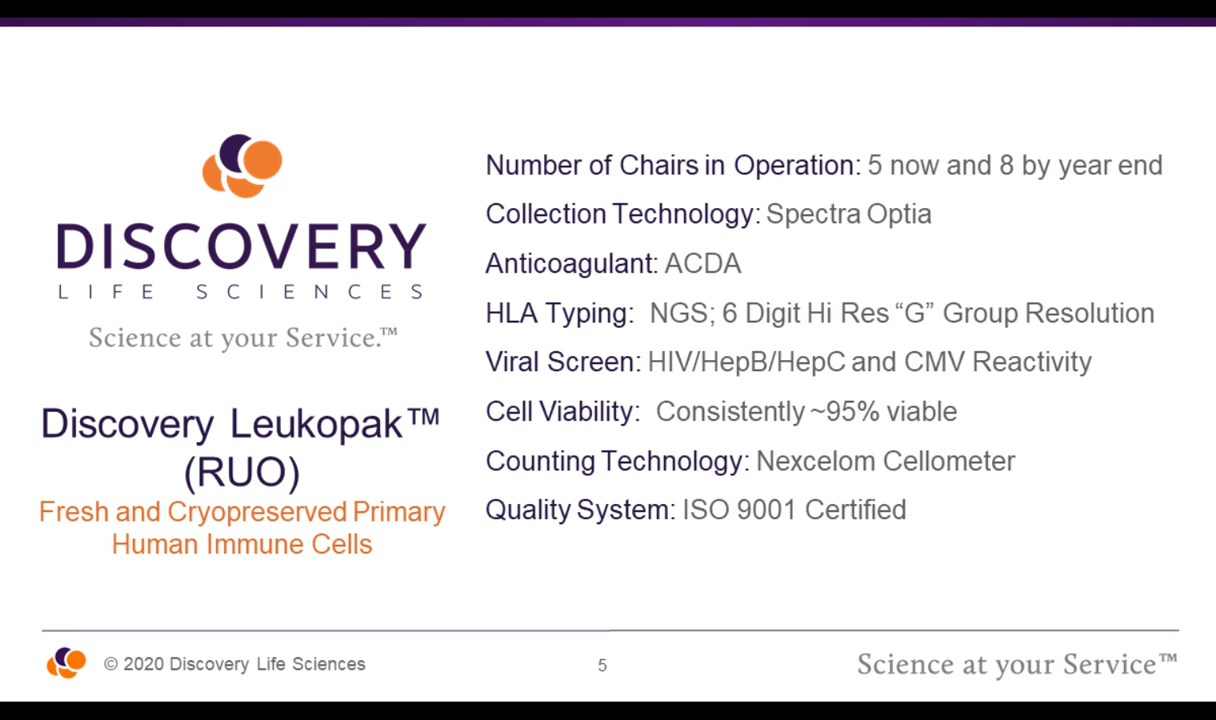 DISCOVERY
LIFE SCIENCES
Science at your Service.™
Discovery Leukopak™
(RUO)
Fresh and Cryopreserved Primary
Human Immune Cells
Number of Chairs in Operation: 5 now and 8 by year end
Collection Technology: Spectra Optia
Anticoagulant: ACDA
HLA Typing: NGS; 6 Digit Hi Res “G” Group Resolution
Viral Screen: HIV/HepB/HepC and CMV Reactivity
Cell Viability: Consistently ~95% viable
Counting Technology: Nexcelom Cellometer
Quality System: ISO 9001 Certified
© 2020 Discovery Life Sciences
5
Science at your Service™